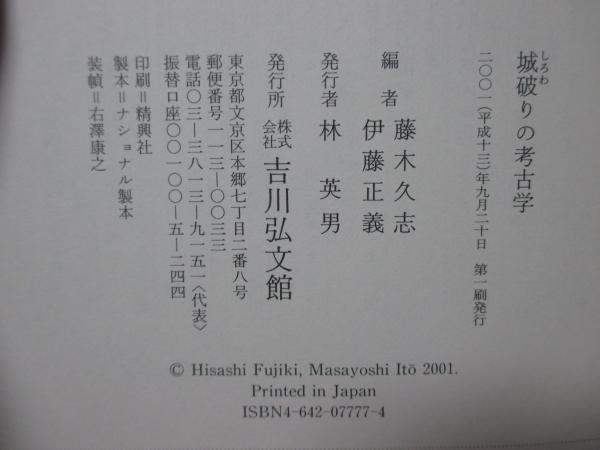 しろわ
城破りの考古学
二〇〇一(平成十三)年九月二十日 第一刷発行
編者 藤木久志
伊藤正義
発行者 林英男
発行所 株式会社 吉川弘文館
東京都文京区本郷七丁目二番八号
郵便番号一一三―〇〇三三
電話〇三―三八一三―九一五一〈代表〉
振替口座〇〇一〇〇―五―二四四
印刷＝精興社
製本＝ナショナル製本
装幀＝右澤康之
© Hisashi Fujiki, Masayoshi Itō 2001.
Printed in Japan
ISBN4-642-07777-4